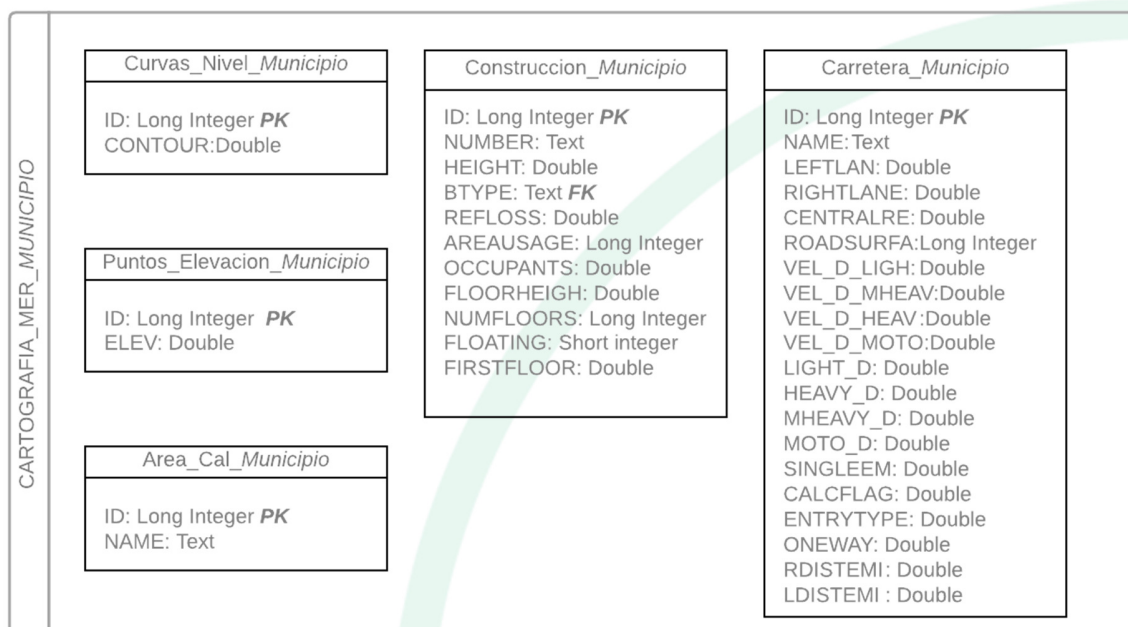 CARTOGRAFIA_MER_MUNICIPIO
Curvas_Nivel_Municipio
ID: Long Integer PK
CONTOUR:Double
Puntos_Elevacion_Municipio
ID: Long Integer PK
ELEV: Double
Area_Cal_Municipio
ID: Long Integer PK
NAME: Text
Construccion_Municipio
ID: Long Integer PK
NUMBER: Text
HEIGHT: Double
BTYPE: Text FK
REFLOSS: Double
AREAUSAGE: Long Integer
OCCUPANTS: Double
FLOORHEIGH: Double
NUMFLOORS: Long Integer
FLOATING: Short integer
FIRSTFLOOR: Double
Carretera_Municipio
ID: Long Integer PK
NAME:Text
LEFTLAN: Double
RIGHTLANE: Double
CENTRALRE: Double
ROADSURFA:Long Integer
VEL_D_LIGH: Double
VEL_D_MHEAV:Double
VEL_D_HEAV :Double
VEL_D_MOTO:Double
LIGHT_D: Double
HEAVY_D: Double
MHEAVY_D: Double
MOTO_D: Double
SINGLEEM: Double
CALCFLAG: Double
ENTRYTYPE: Double
ONEWAY: Double
RDISTEMI: Double
LDISTEMI : Double